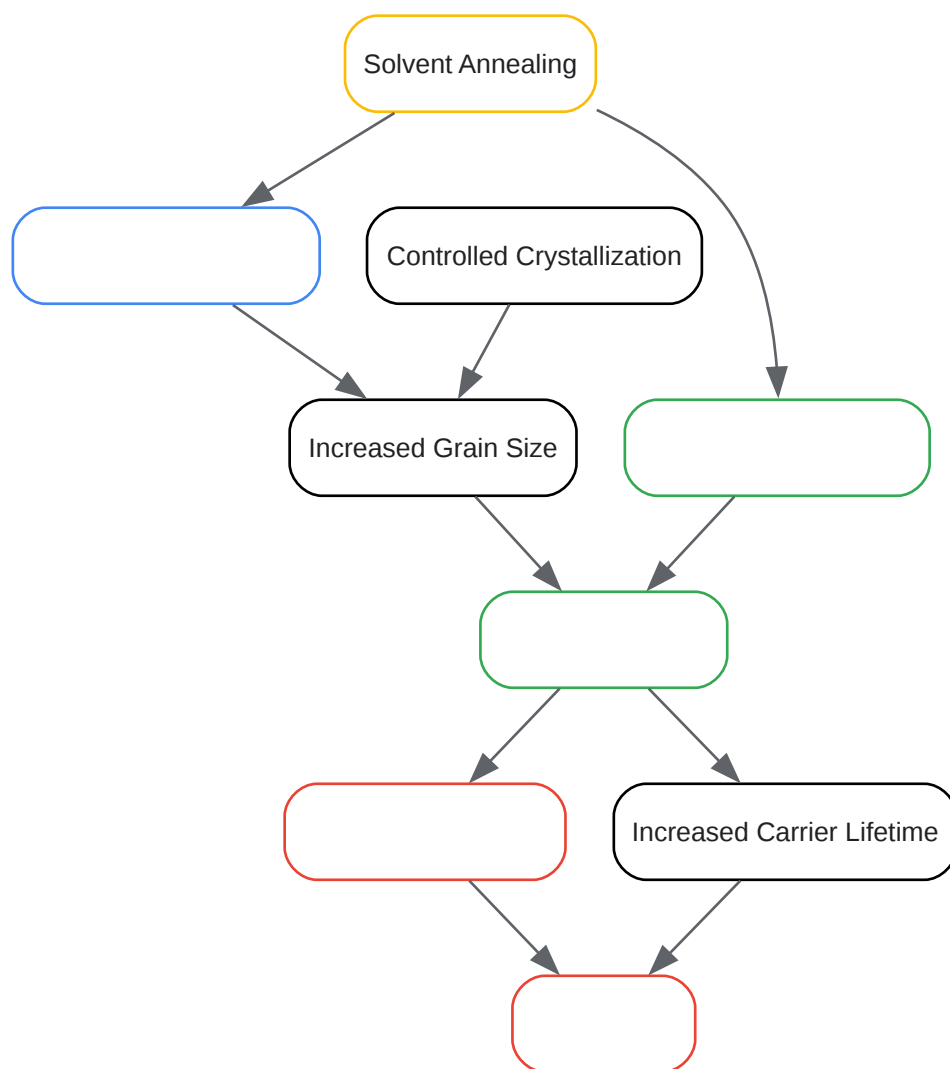 Solvent Annealing
Controlled Crystallization
Increased Grain Size
Increased Carrier Lifetime